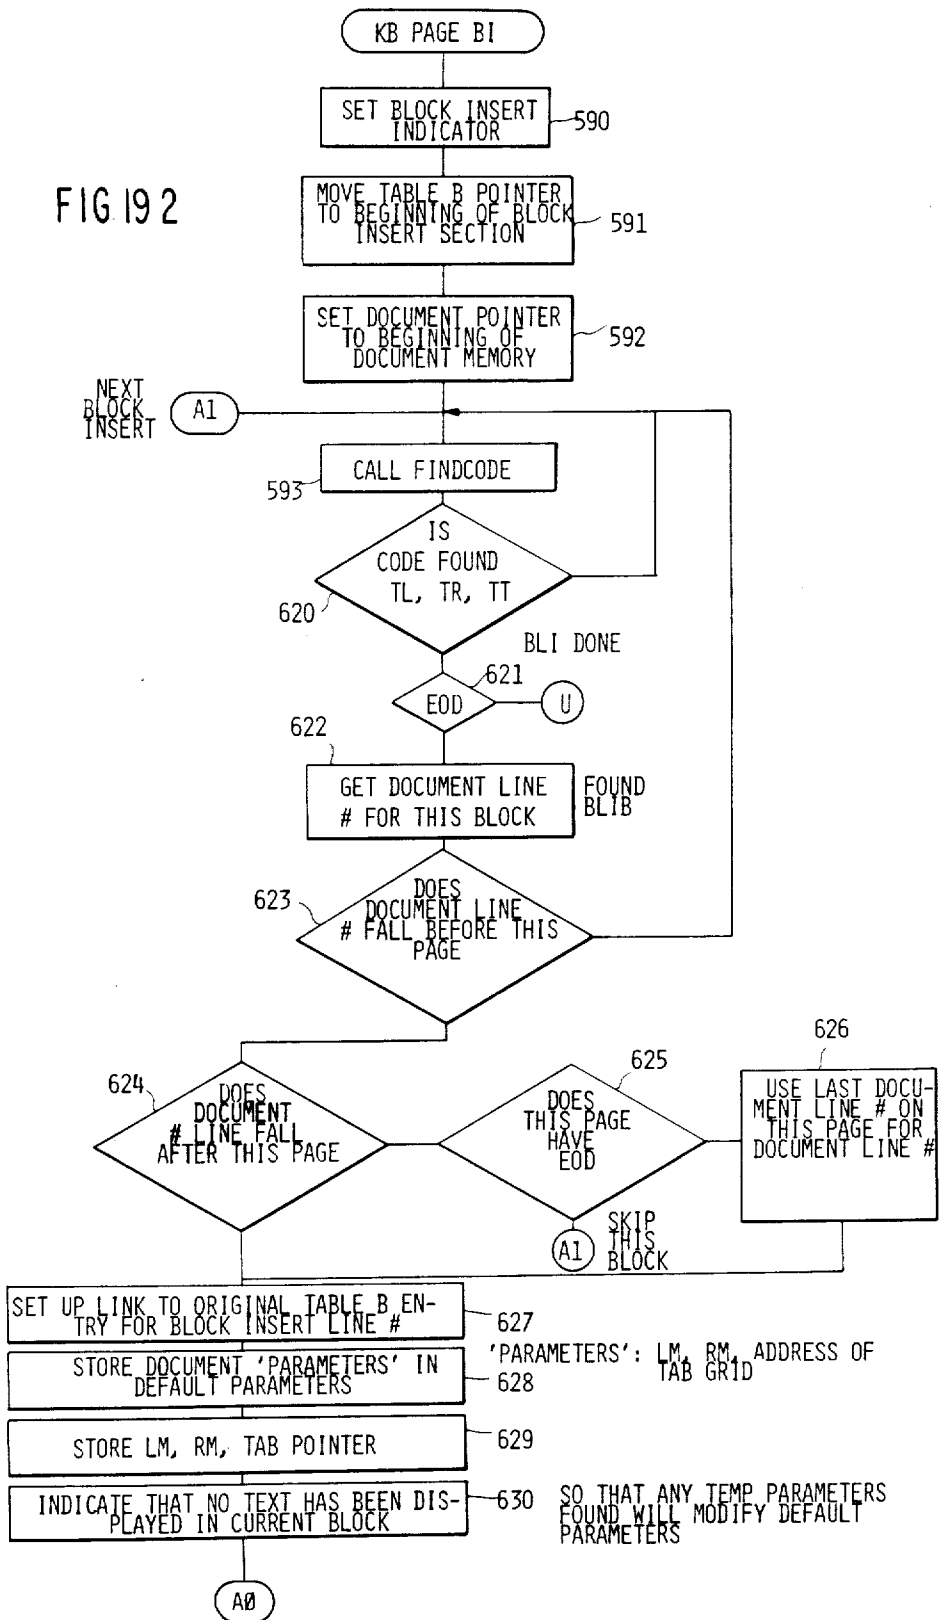 KB PAGE BI
SET BLOCK INSERT
INDICATOR
590
FIG.19 2
MOVE TABLE B POINTER
TO BEGINNING OF BLOCK
INSERT SECTION
591
SET DOCUMENT POINTER
TO BEGINNING OF
DOCUMENT MEMORY
592
NEXT
BLOCK
INSERT
A1
CALL FINDCODE
593
IS
CODE FOUND
TL, TR, TT
620
BLI DONE
621
EOD
U
622
GET DOCUMENT LINE
# FOR THIS BLOCK
FOUND
BLIB
623
DOES
DOCUMENT LINE
# FALL BEFORE THIS
PAGE
624
DOES
DOCUMENT
# LINE FALL
AFTER THIS PAGE
625
DOES
THIS PAGE
HAVE
EOD
626
USE LAST DOCU-
MENT LINE # ON
THIS PAGE FOR
DOCUMENT LINE #
A1
SKIP
THIS
BLOCK
SET UP LINK TO ORIGINAL TABLE B EN-
TRY FOR BLOCK INSERT LINE #
627
STORE DOCUMENT 'PARAMETERS' IN
DEFAULT PARAMETERS
628
'PARAMETERS': LM, RM, ADDRESS OF
TAB GRID
STORE LM, RM, TAB POINTER
629
INDICATE THAT NO TEXT HAS BEEN DIS-
PLAYED IN CURRENT BLOCK
630
SO THAT ANY TEMP PARAMETERS
FOUND WILL MODIFY DEFAULT
PARAMETERS
AØ